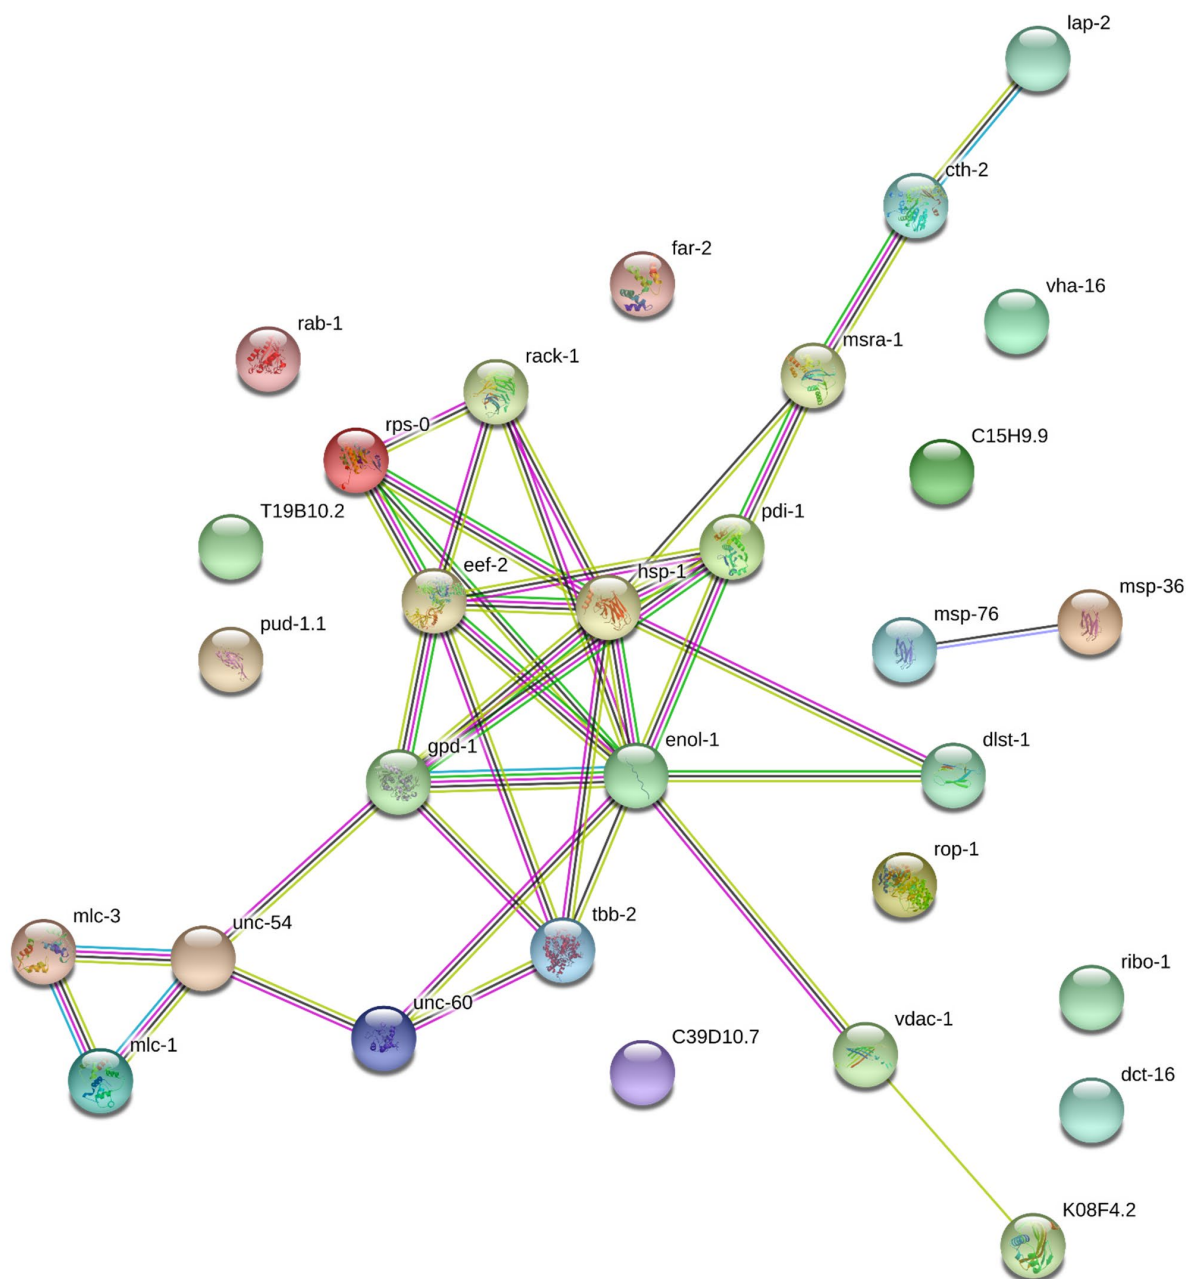 lap-2
cth-2
far-2
vha-16
rab-1
msra-1
rack-1
rps-0
C15H9.9
T19B10.2
pdi-1
eef-2
hsp-1
msp-36
msp-76
pud-1.1
gpd-1
enol-1
dlst-1
rop-1
mlc-3
unc-54
tbb-2
ribo-1
unc-60
vdac-1
C39D10.7
mlc-1
dct-16
K08F4.2